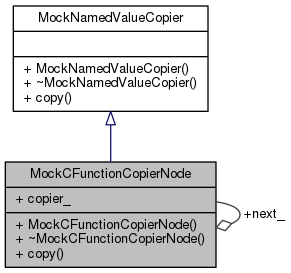 MockNamedValueCopier
+ MockNamedValueCopier()
+ ~MockNamedValueCopier()
+ copy()
MockCFunctionCopierNode
+ copier_
+next_
+ MockCFunctionCopierNode()
+ ~MockCFunctionCopierNode()
+ copy()